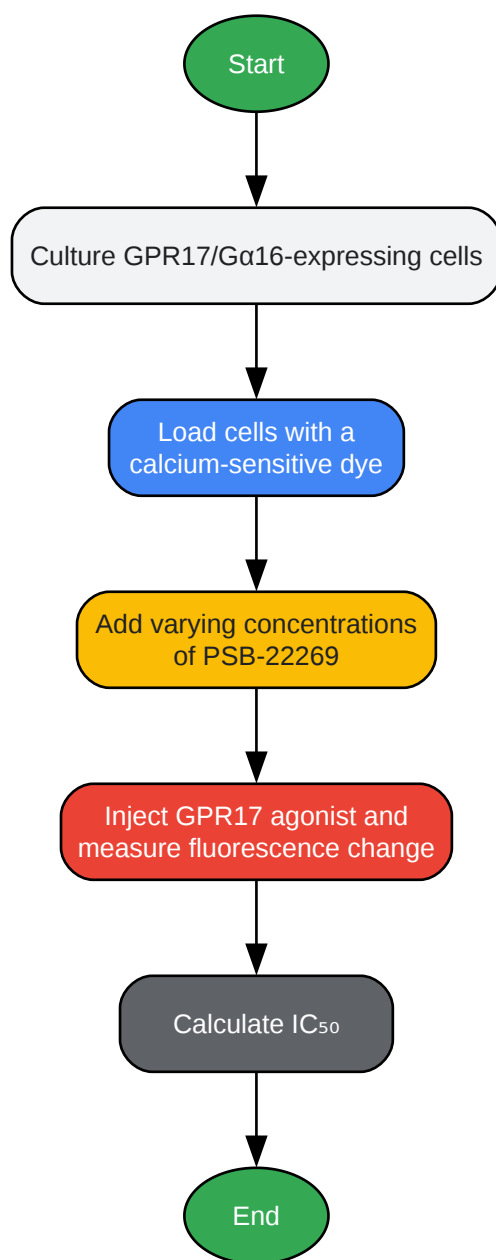 Start
Culture GPR17/Gα16-expressing cells
Load cells with a
calcium-sensitive dye
Add varying concentrations
of PSB-22269
Inject GPR17 agonist and
measure fluorescence change
Calculate IC₅₀
End